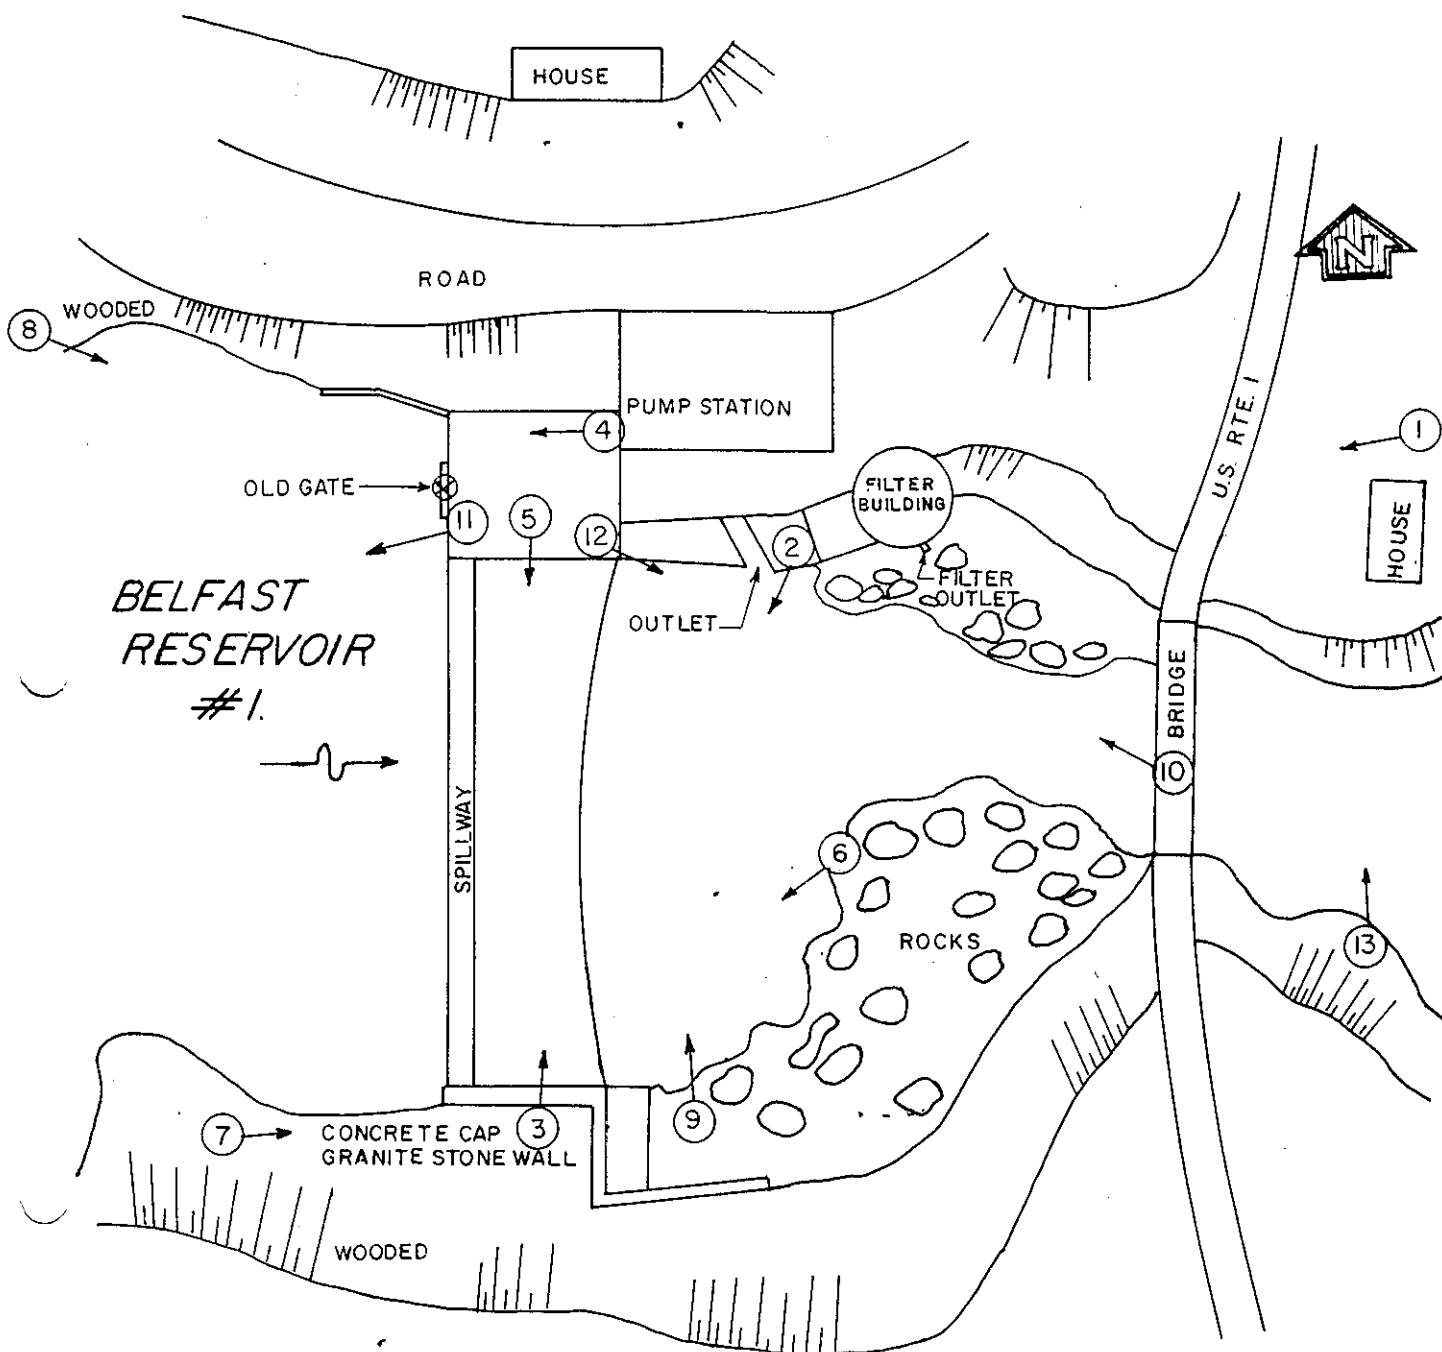 HOUSE
N
ROAD
WOODED
8
PUMP STATION
4
1
U.S. RTE. 1
OLD GATE
FILTER
BUILDING
HOUSE
11
5
12
2
BELFAST
RESERVOIR
#1.
FILTER
OUTLET
OUTLET
BRIDGE
10
SPILLWAY
6
ROCKS
13
7
CONCRETE CAP
GRANITE STONE WALL
3
9
WOODED